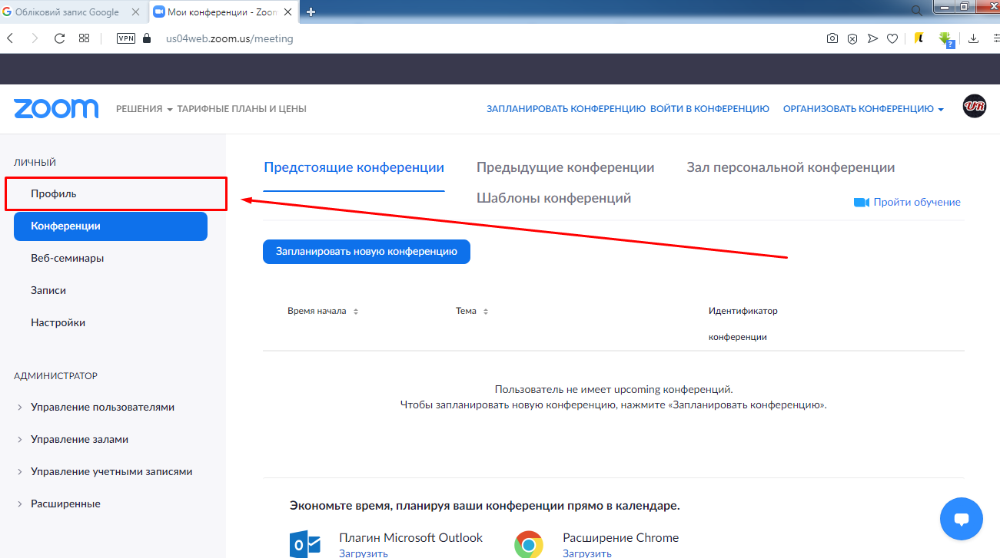 Обліковий запис Google
Мои конференции - Zoom
VPN
us04web.zoom.us/meeting
zoom
РЕШЕНИЯ ТАРИФНЫЕ ПЛАНЫ И ЦЕНЫ ЗАПЛАНИРОВАТЬ КОНФЕРЕНЦИЮ ВОЙТИ В КОНФЕРЕНЦИЮ ОРГАНИЗОВАТЬ КОНФЕРЕНЦИЮ
UR
ЛИЧНЫЙ
Профиль
Конференции
Веб-семинары
Записи
Настройки
АДМИНИСТРАТОР
Управление пользователями
Управление залами
Управление учетными записями
Расширенные
Предстоящие конференции Предыдущие конференции Зал персональной конференции
Шаблоны конференций
Пройти обучение
Запланировать новую конференцию
Время начала Тема Идентификатор
конференции
Пользователь не имеет upcoming конференций.
Чтобы запланировать новую конференцию, нажмите «Запланировать конференцию».
Экономьте время, планируя ваши конференции прямо в календаре.
Плагин Microsoft Outlook
Загрузить
Расширение Chrome
Загрузить